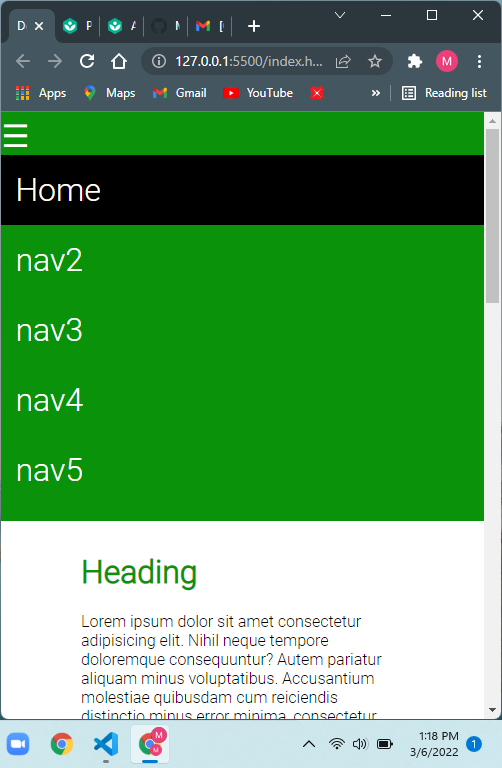 D
P
A
M
[
127.0.0.1:5500/index.h...
M
Apps
Maps
Gmail
YouTube
»
Reading list
☰
Home
nav2
nav3
nav4
nav5
Heading
Lorem ipsum dolor sit amet consectetur
adipisicing elit. Nihil neque tempore
doloremque consequuntur? Autem pariatur
aliquam minus voluptatibus. Accusantium
molestiae quibusdam cum reiciendis
distinctio minus error minima, consectetur
M
1:18 PM
3/6/2022
1